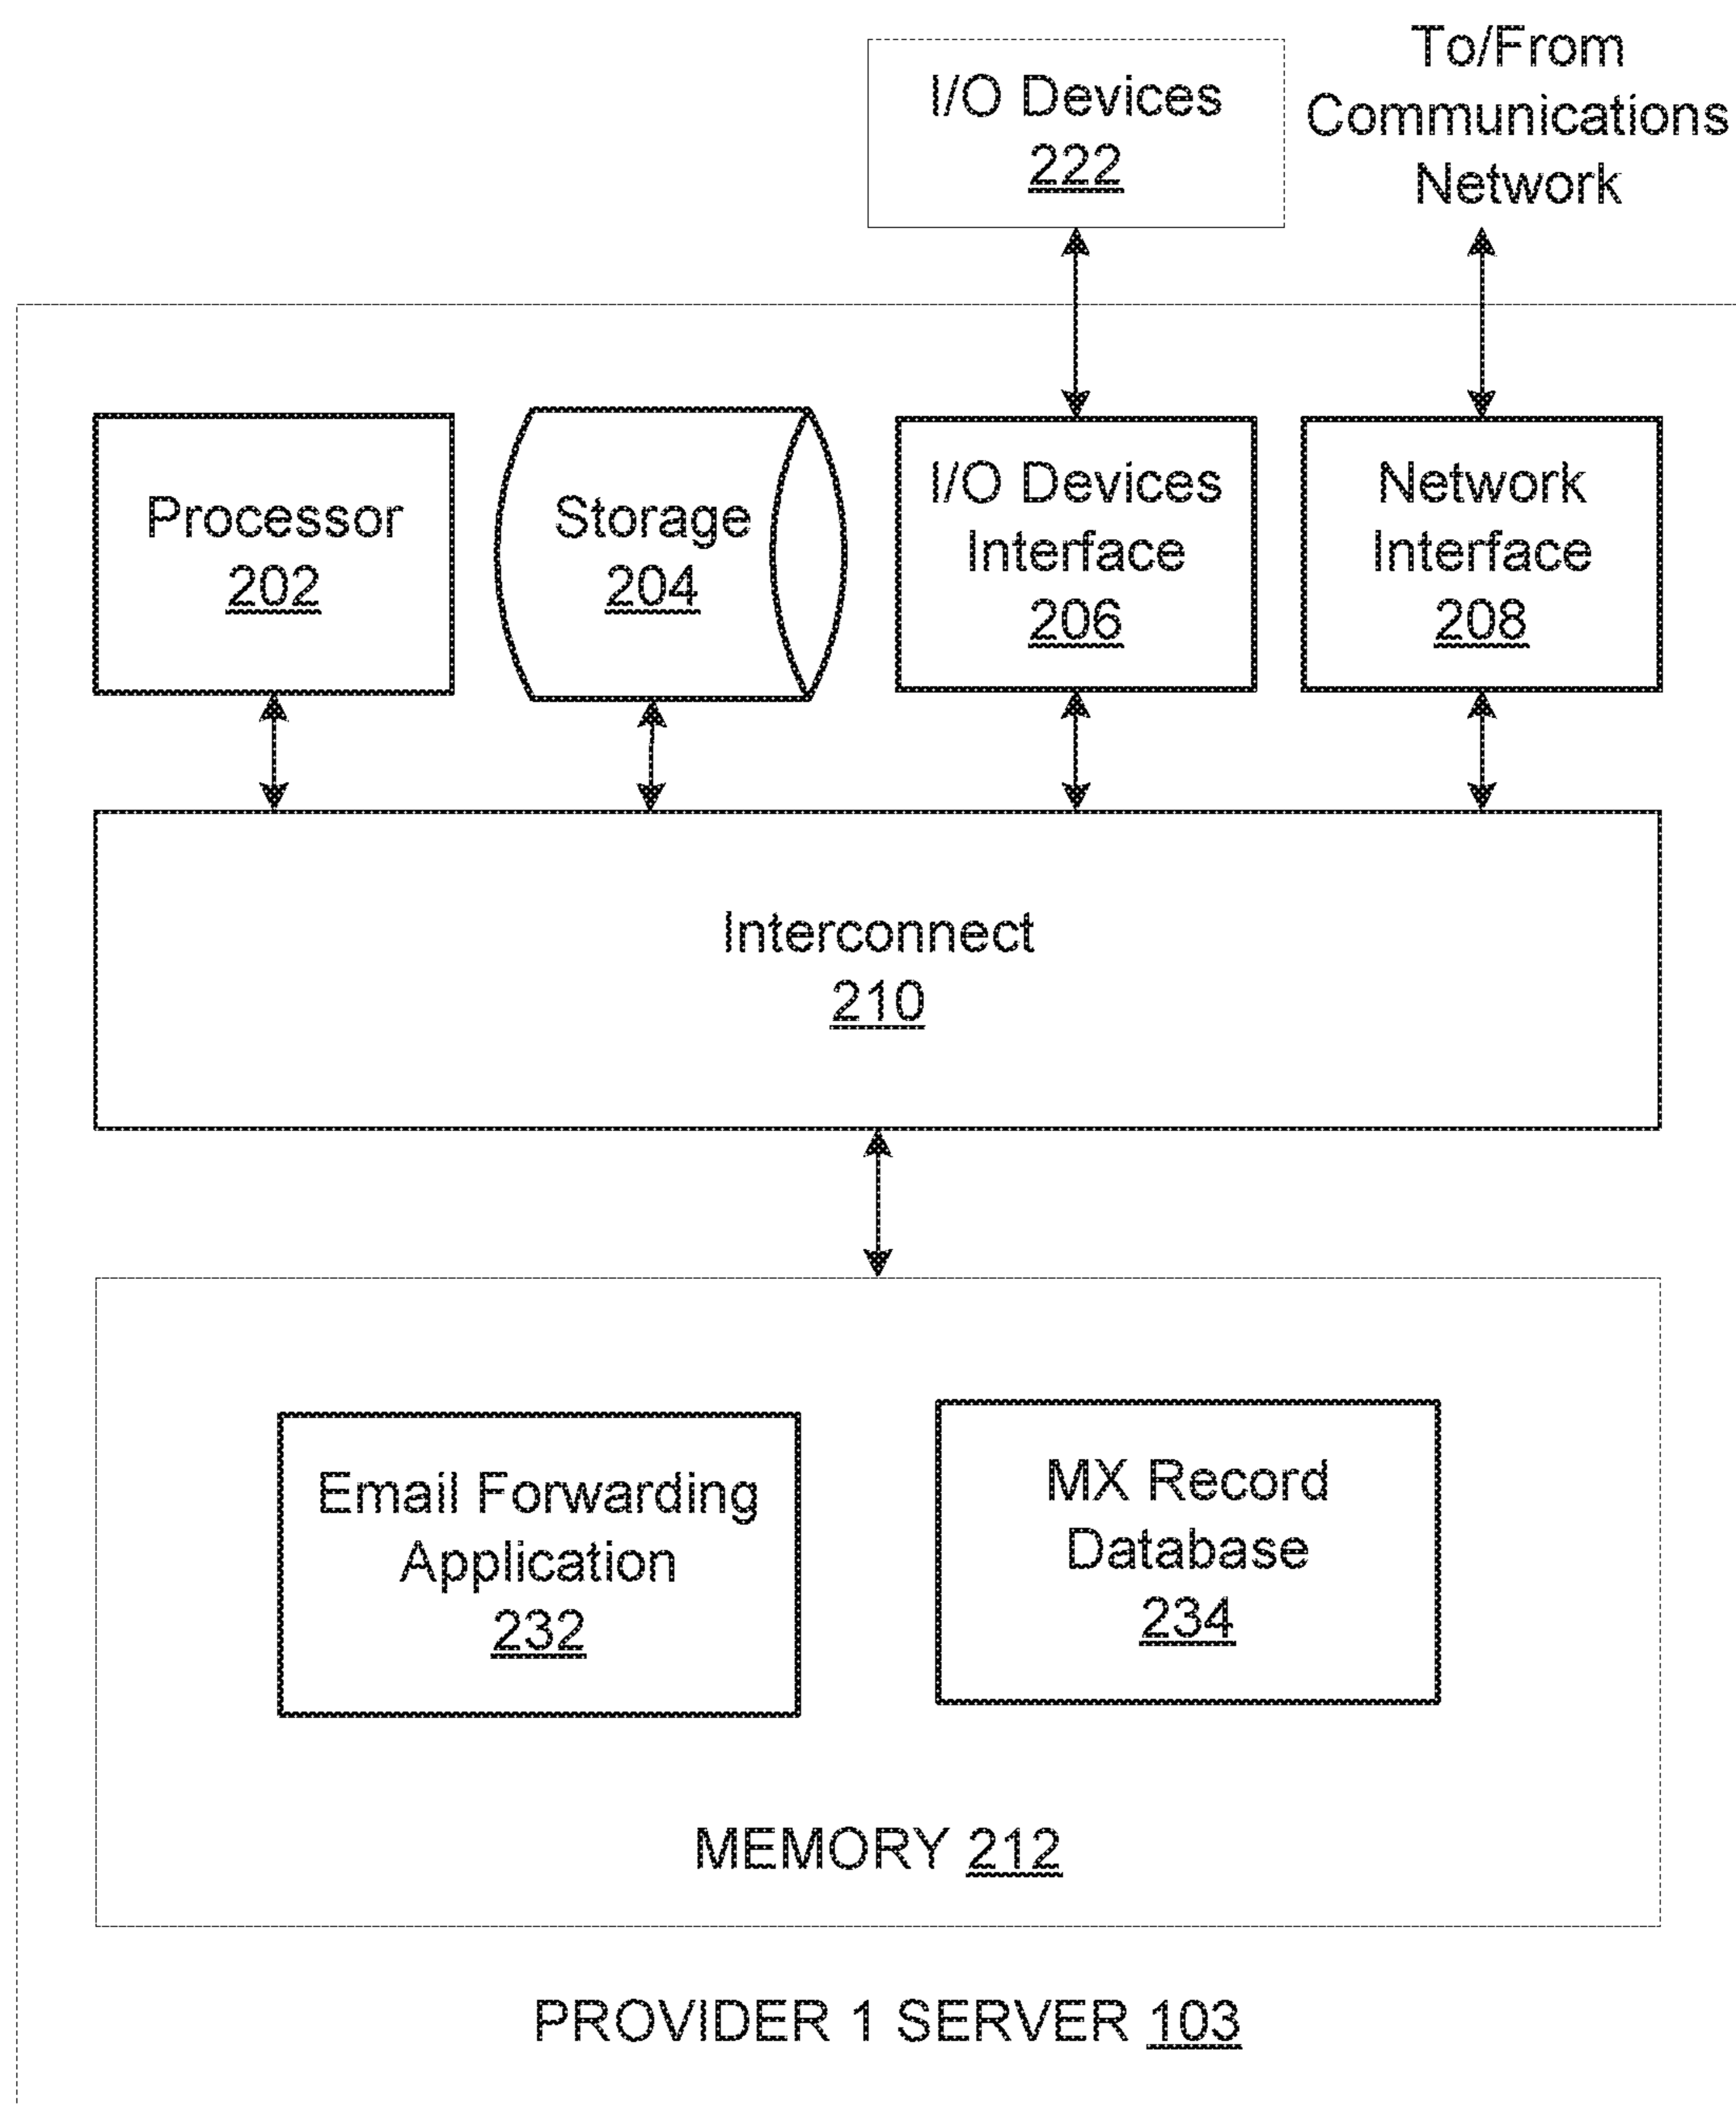 I/O Devices
222
To/From
Communications
Network
Processor
202
Storage
204
I/O Devices
Interface
206
Network
Interface
208
Interconnect
210
Email Forwarding
Application
232
MX Record
Database
234
MEMORY 212
PROVIDER 1 SERVER 103